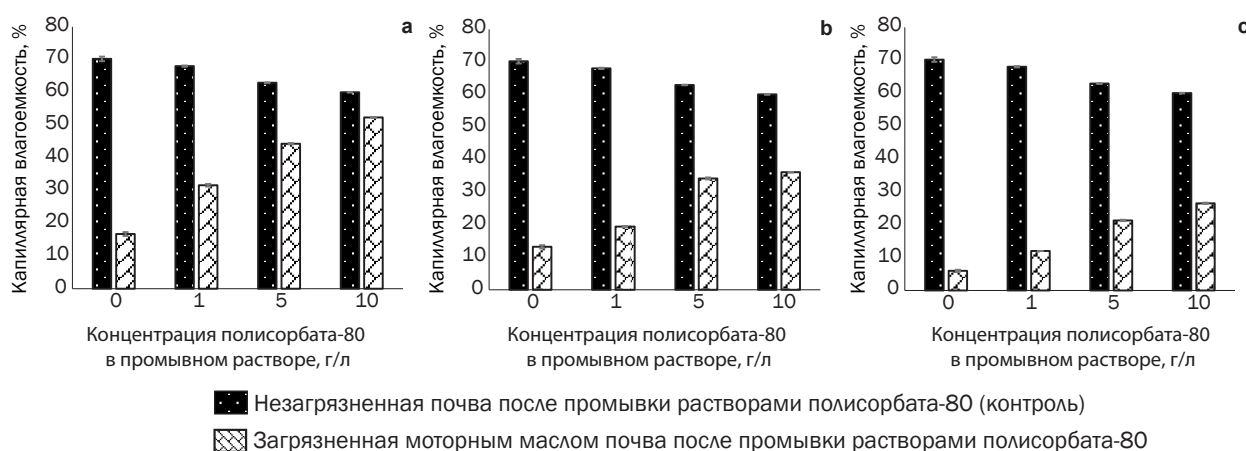 Капиллярная влагоемкость, %
80
70
60
50
40
30
20
10
0
a
0 1 5 10
Концентрация полисорбата-80
в промывном растворе, г/л
Капиллярная влагоемкость, %
80
70
60
50
40
30
20
10
0
b
0 1 5 10
Концентрация полисорбата-80
в промывном растворе, г/л
Капиллярная влагоемкость, %
80
70
60
50
40
30
20
10
0
c
0 1 5 10
Концентрация полисорбата-80
в промывном растворе, г/л
Незагрязненная почва после промывки растворами полисорбата-80 (контроль)
Загрязненная моторным маслом почва после промывки растворами полисорбата-80